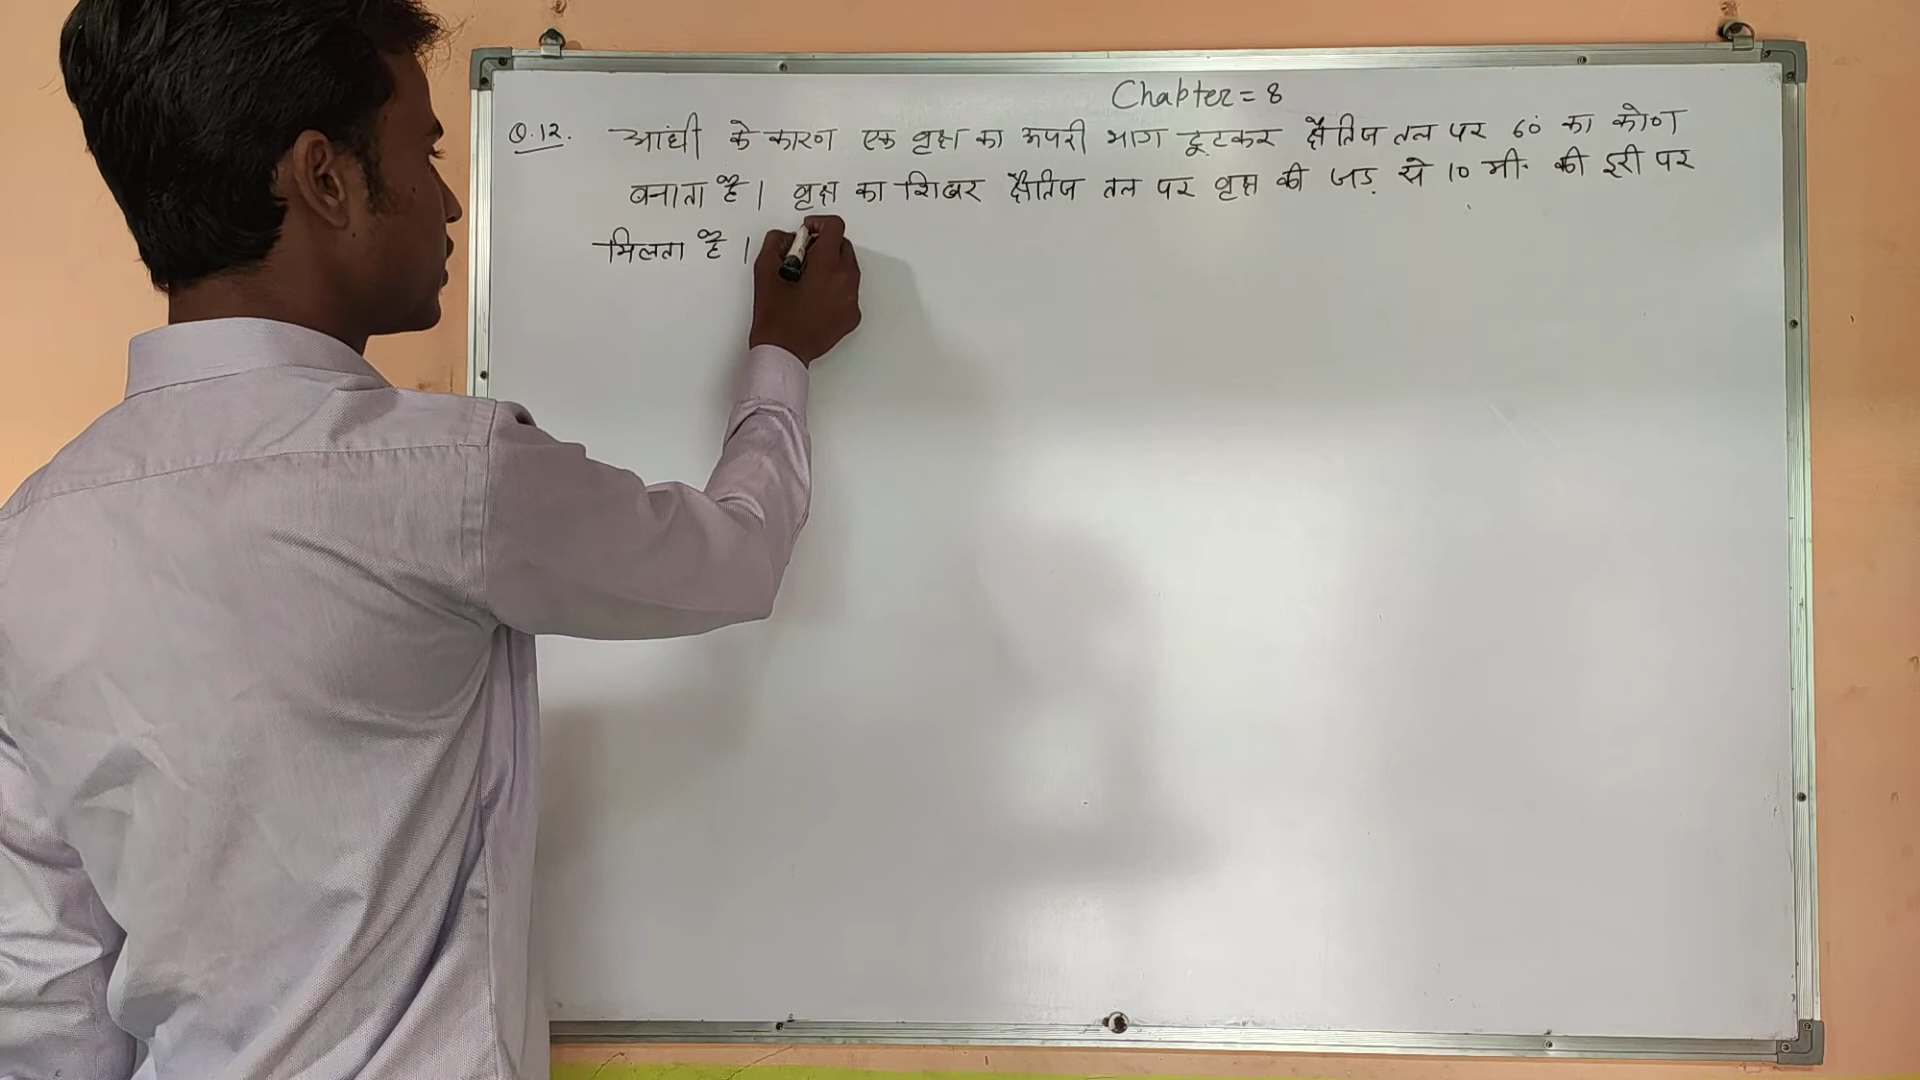 Chapter = 8
Q.12. आंधी के कारण एक वृक्ष का ऊपरी भाग टूटकर क्षैतिज तल पर 60° का कोण
बनाता है। वृक्ष का शिखर क्षैतिज तल पर वृक्ष की जड़ से 10 मी. की दूरी पर
मिलता है।